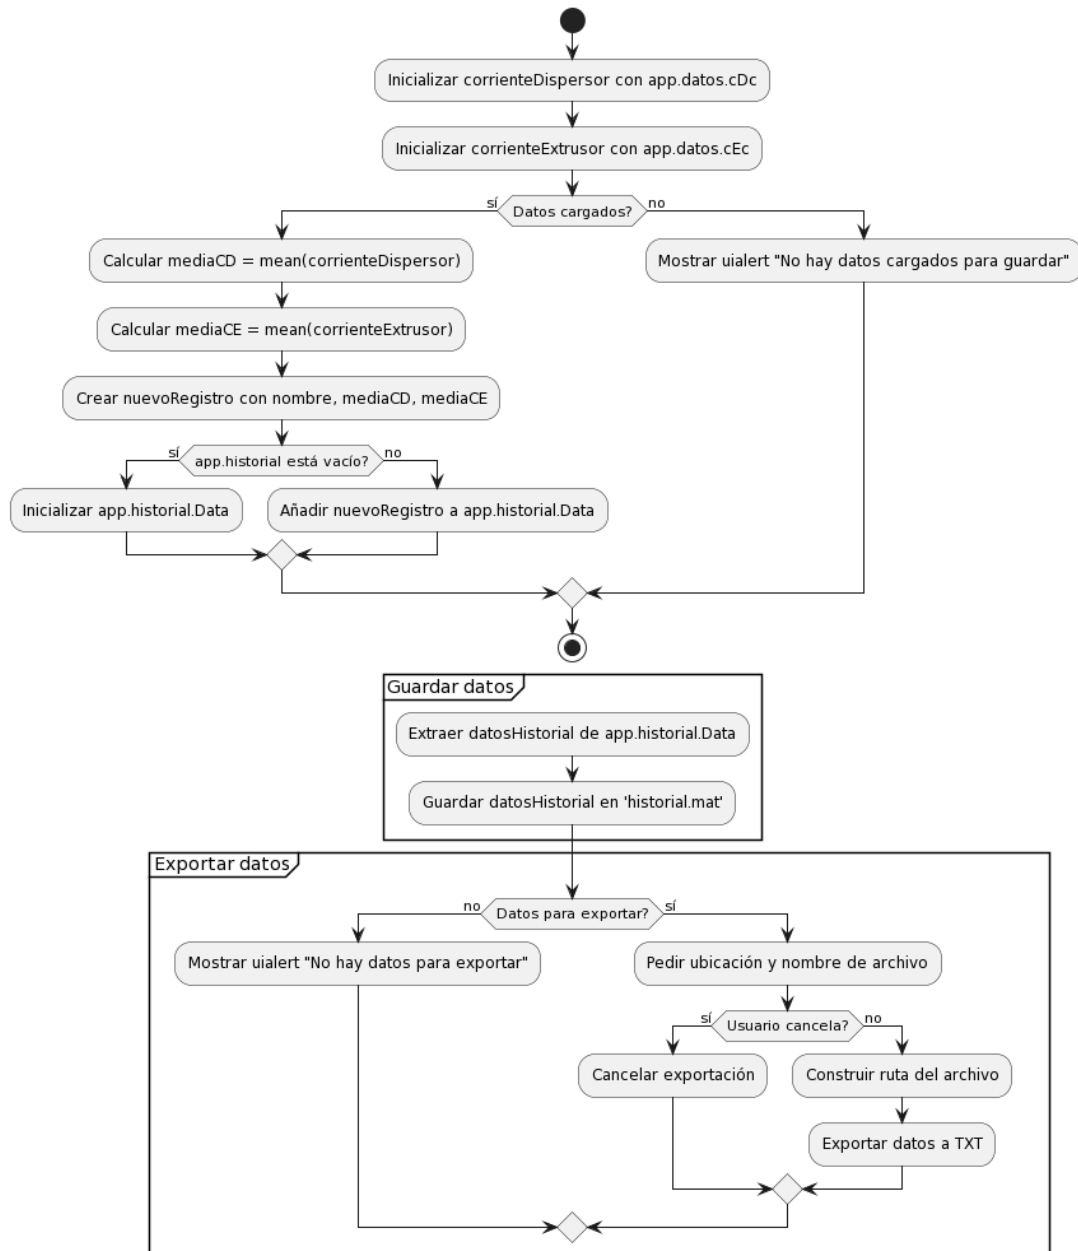 Inicializar corrienteDispersor con app.datos.cDc
Inicializar corrienteExtrusor con app.datos.cEc
sí
Datos cargados?
no
Calcular mediaCD = mean(corrienteDispersor)
Mostrar uialert "No hay datos cargados para guardar"
Calcular mediaCE = mean(corrienteExtrusor)
Crear nuevoRegistro con nombre, mediaCD, mediaCE
sí
app.historial está vacío?
no
Inicializar app.historial.Data
Añadir nuevoRegistro a app.historial.Data
Guardar datos
Extraer datosHistorial de app.historial.Data
Guardar datosHistorial en 'historial.mat'
Exportar datos
no
Datos para exportar?
sí
Mostrar uialert "No hay datos para exportar"
Pedir ubicación y nombre de archivo
sí
Usuario cancela?
no
Cancelar exportación
Construir ruta del archivo
Exportar datos a TXT